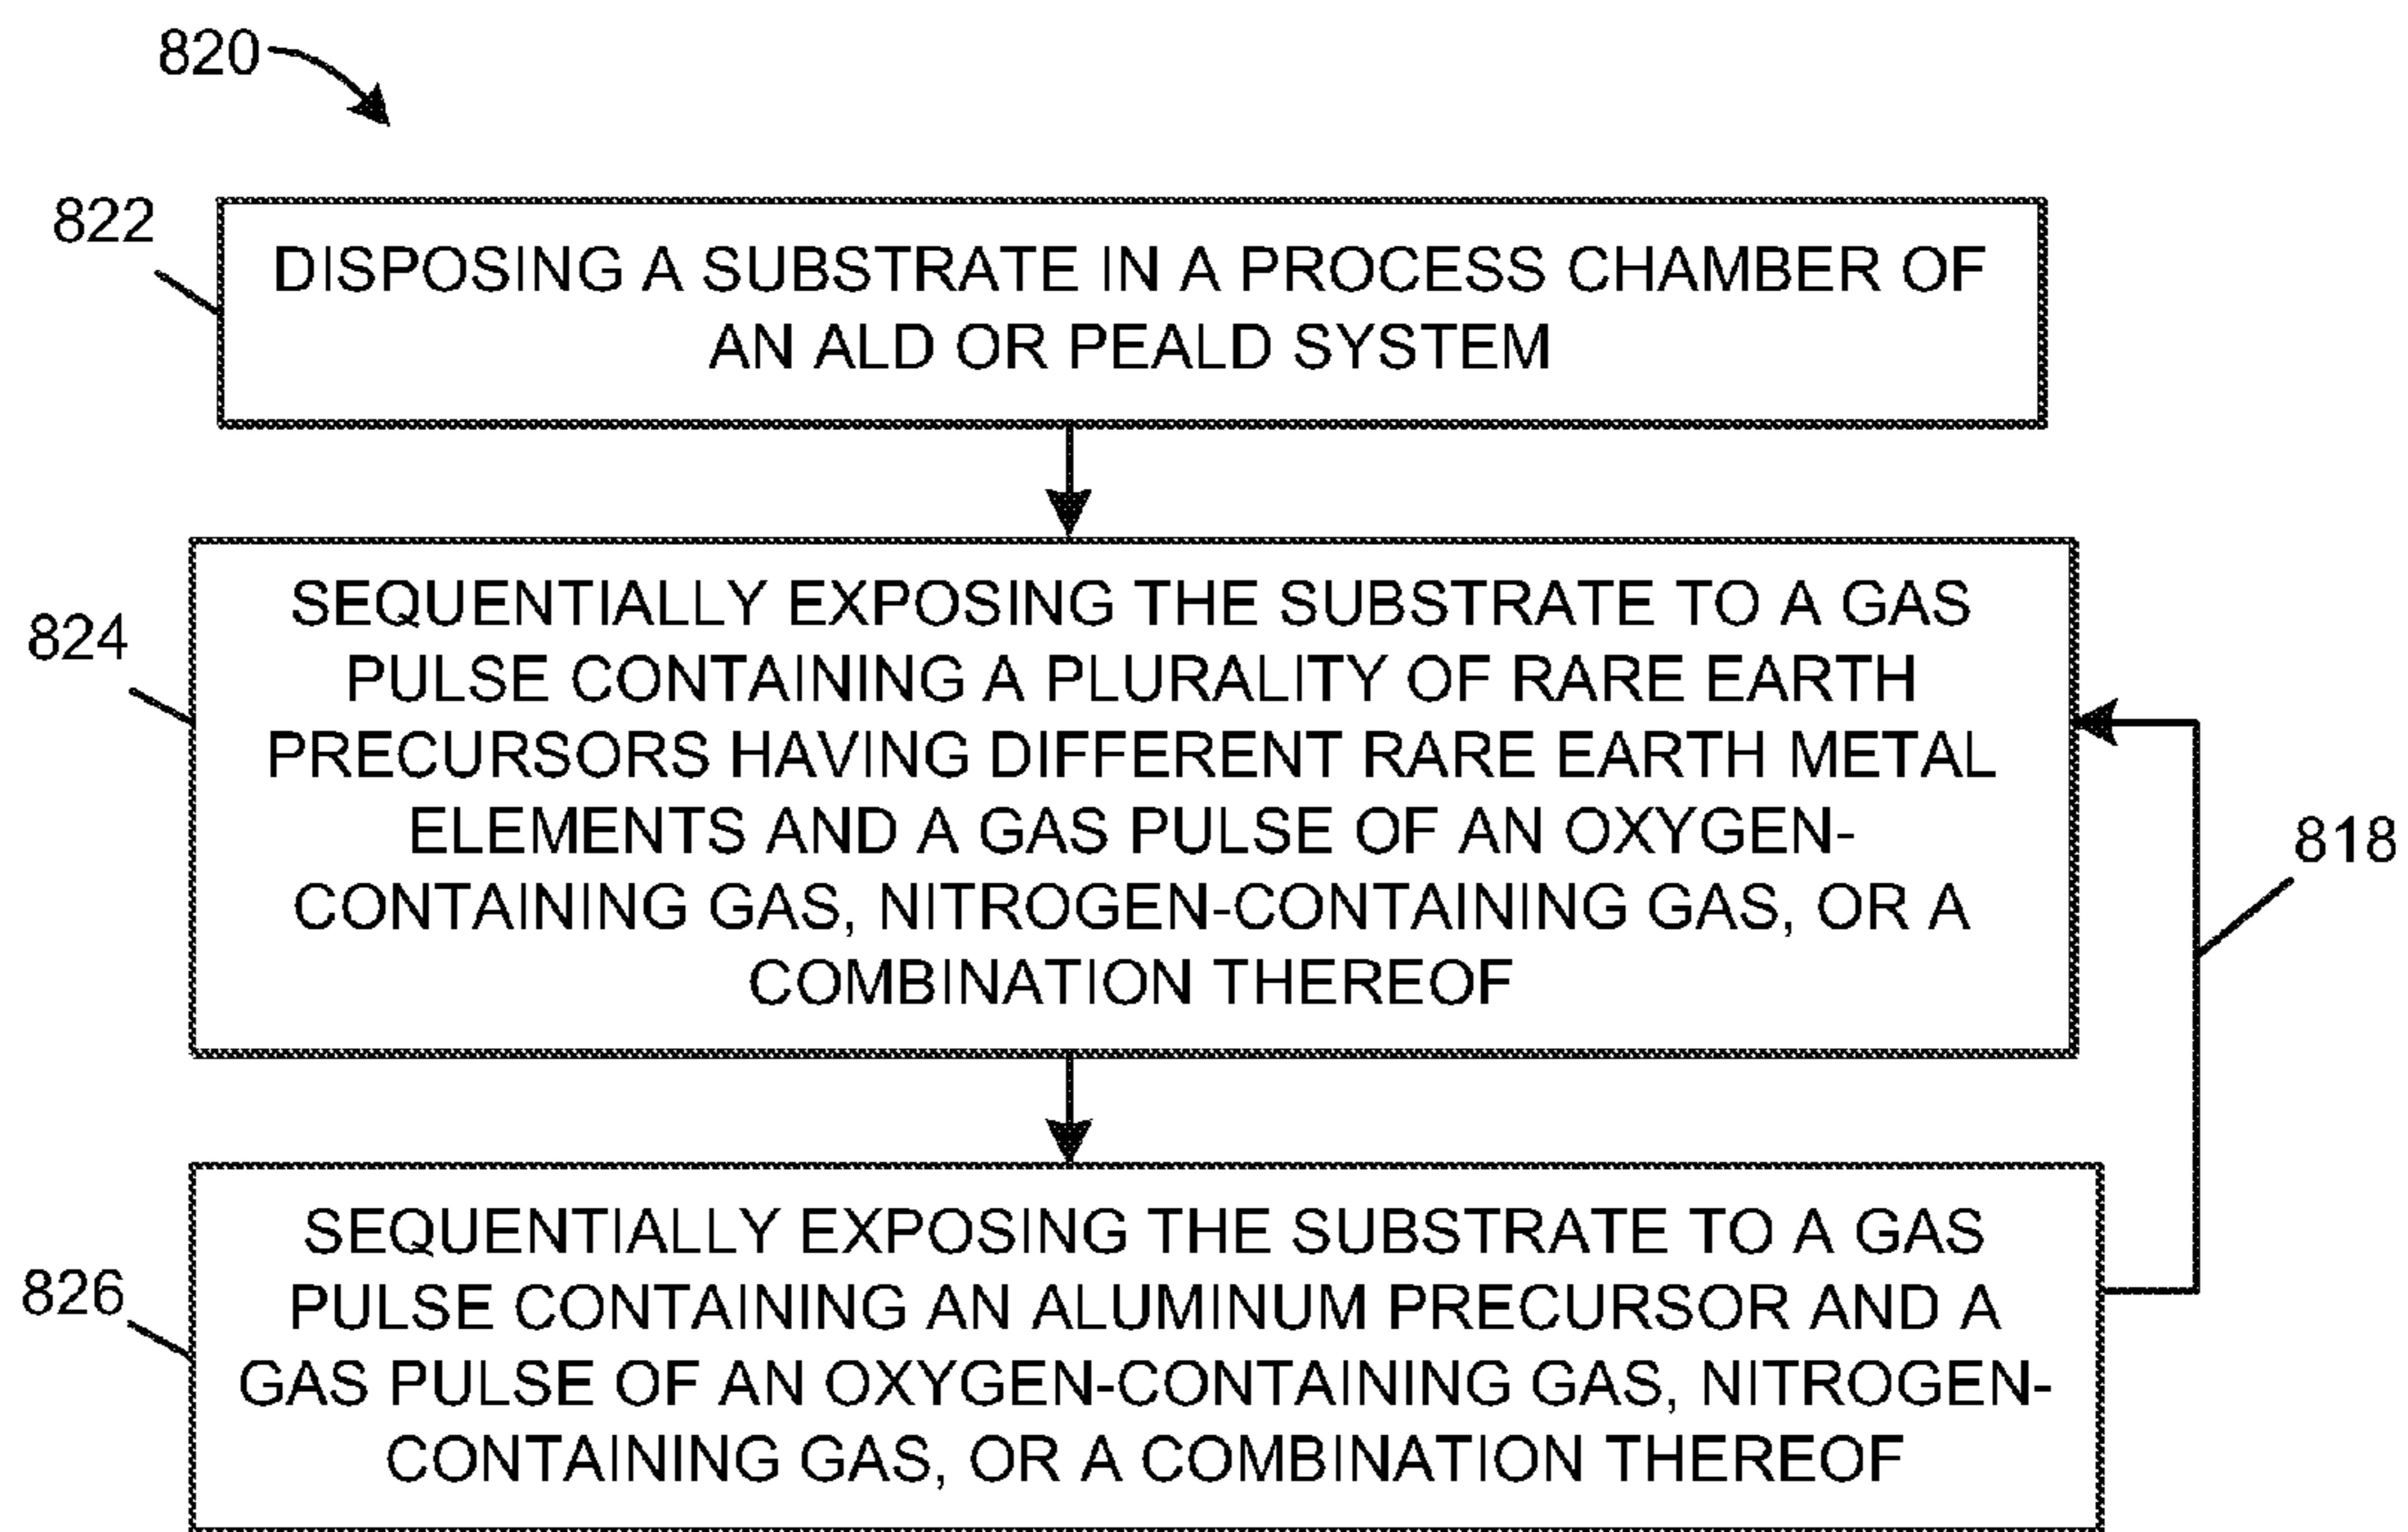 820
822
DISPOSING A SUBSTRATE IN A PROCESS CHAMBER OF
AN ALD OR PEALD SYSTEM
824
SEQUENTIALLY EXPOSING THE SUBSTRATE TO A GAS
PULSE CONTAINING A PLURALITY OF RARE EARTH
PRECURSORS HAVING DIFFERENT RARE EARTH METAL
ELEMENTS AND A GAS PULSE OF AN OXYGEN-
CONTAINING GAS, NITROGEN-CONTAINING GAS, OR A
COMBINATION THEREOF
818
826
SEQUENTIALLY EXPOSING THE SUBSTRATE TO A GAS
PULSE CONTAINING AN ALUMINUM PRECURSOR AND A
GAS PULSE OF AN OXYGEN-CONTAINING GAS, NITROGEN-
CONTAINING GAS, OR A COMBINATION THEREOF